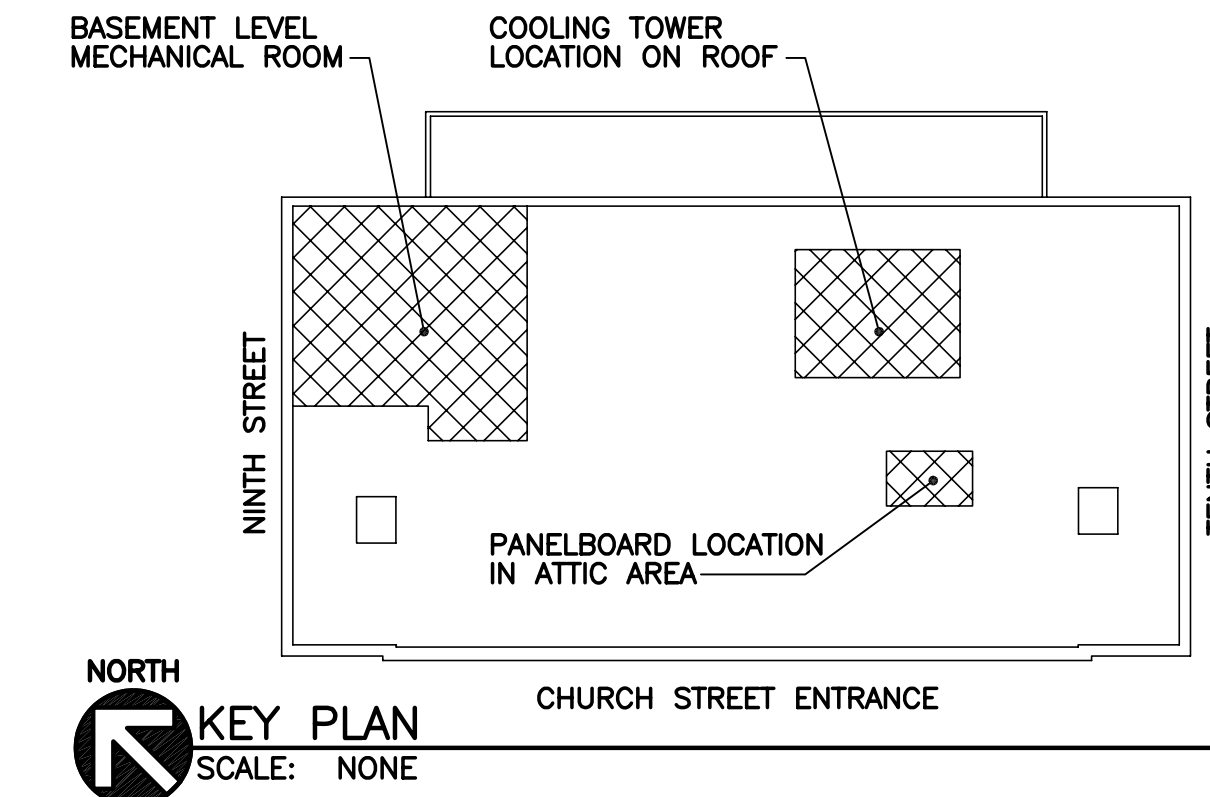 BASEMENT LEVEL
MECHANICAL ROOM
COOLING TOWER
LOCATION ON ROOF
NINTH STREET
PANELBOARD LOCATION
IN ATTIC AREA
CHURCH STREET ENTRANCE
NORTH
KEY PLAN
SCALE: NONE